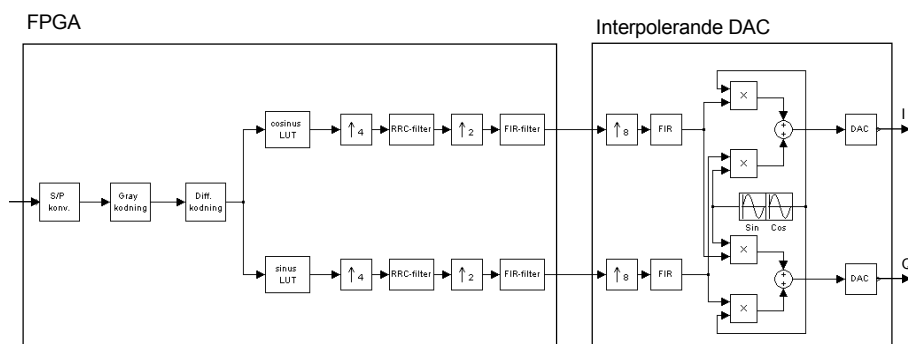 FPGA
Interpolerande DAC
cosinus
LUT
↑ 4
RRC-filter
↑ 2
FIR-filter
↑ 8
FIR
×
+
+
DAC
I
×
S/P
konv.
Gray
kodning
Diff.
kodning
Sin Cos
sinus
LUT
↑ 4
RRC-filter
↑ 2
FIR-filter
↑ 8
FIR
×
+
+
DAC
Q
×